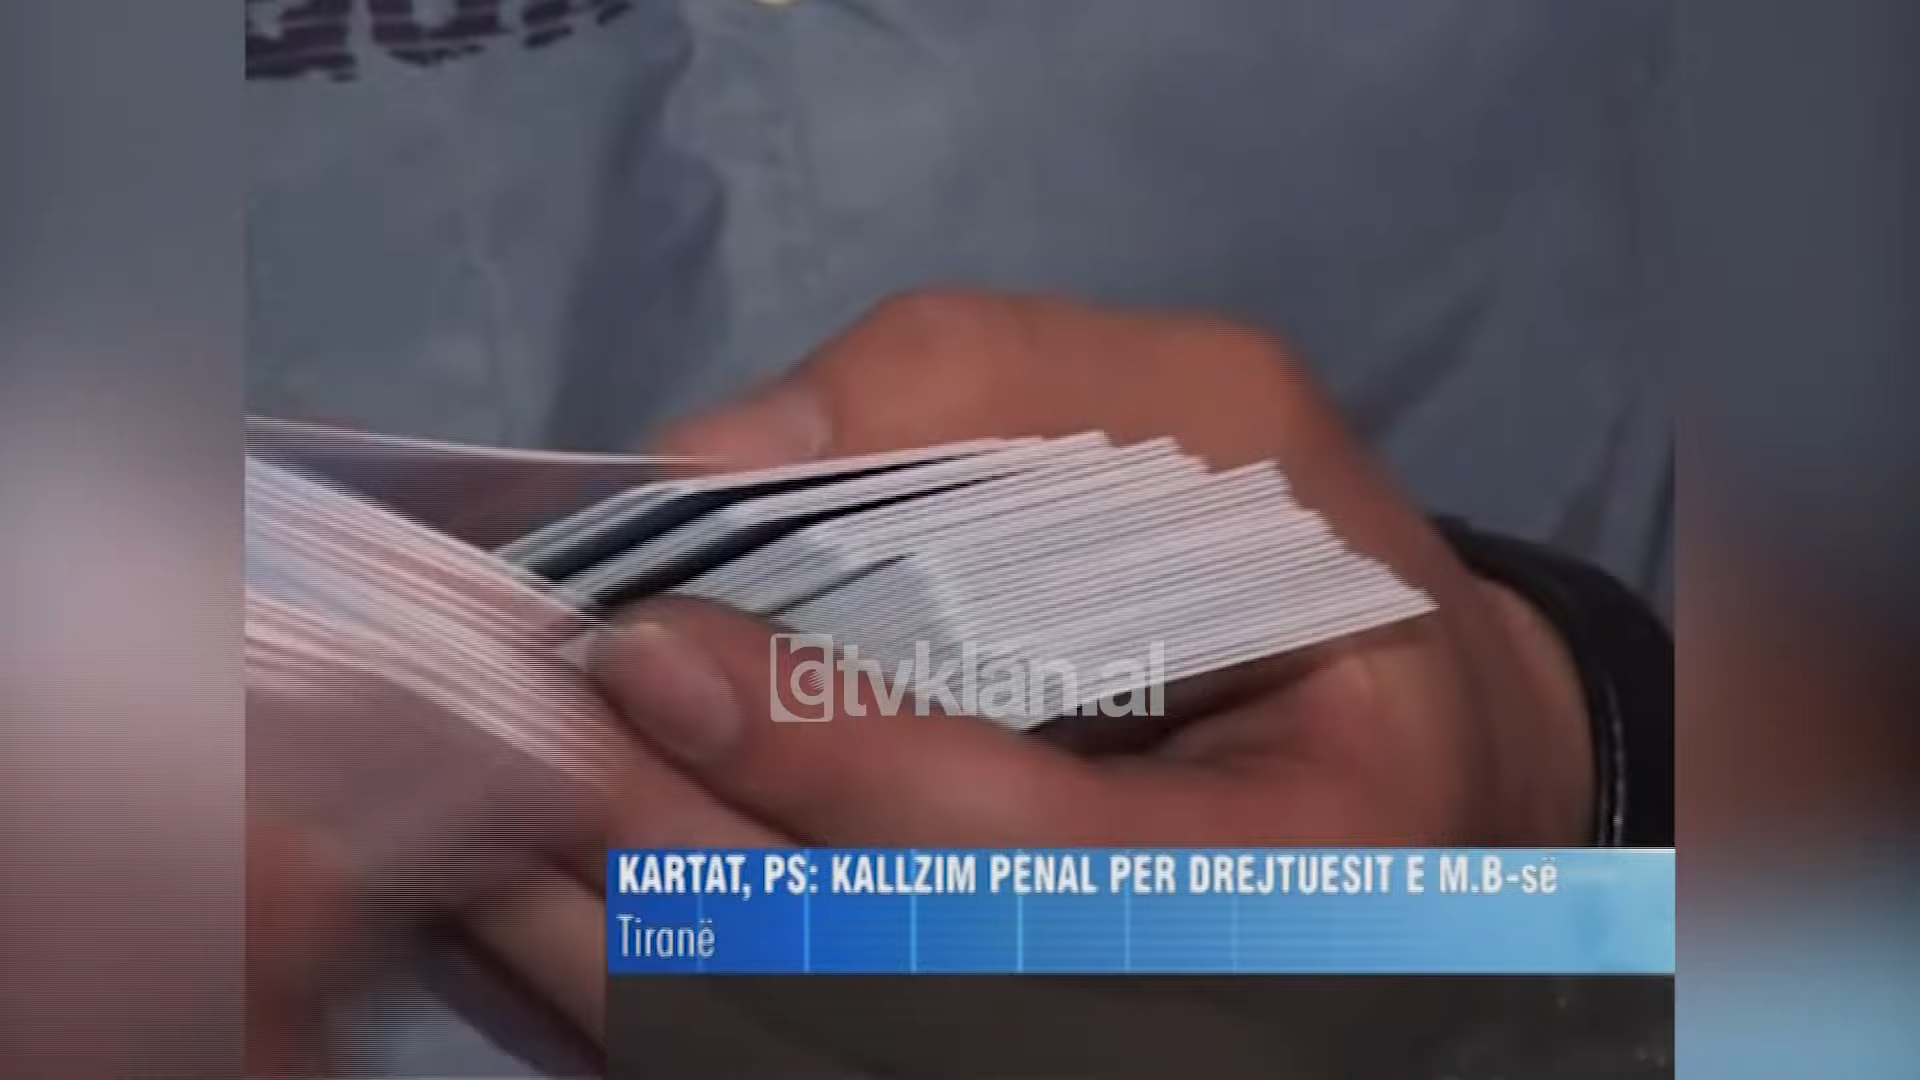 tvklan.al
KARTAT, PS: KALLZIM PENAL PER DREJTUESIT E M.B-së
Tiranë